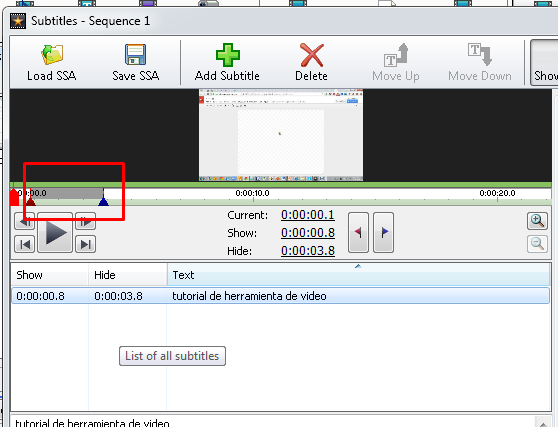 Subtitles - Sequence 1
Load SSA
Save SSA
Add Subtitle
Delete
Move Up
Move Down
Show
0:00:00.0
0:00:10.0
0:00:20.0
Current: 0:00:00.1
Show: 0:00:00.8
Hide: 0:00:03.8
Show Hide Text
0:00:00.8 0:00:03.8 tutorial de herramienta de video
List of all subtitles
tutorial de herramienta de video